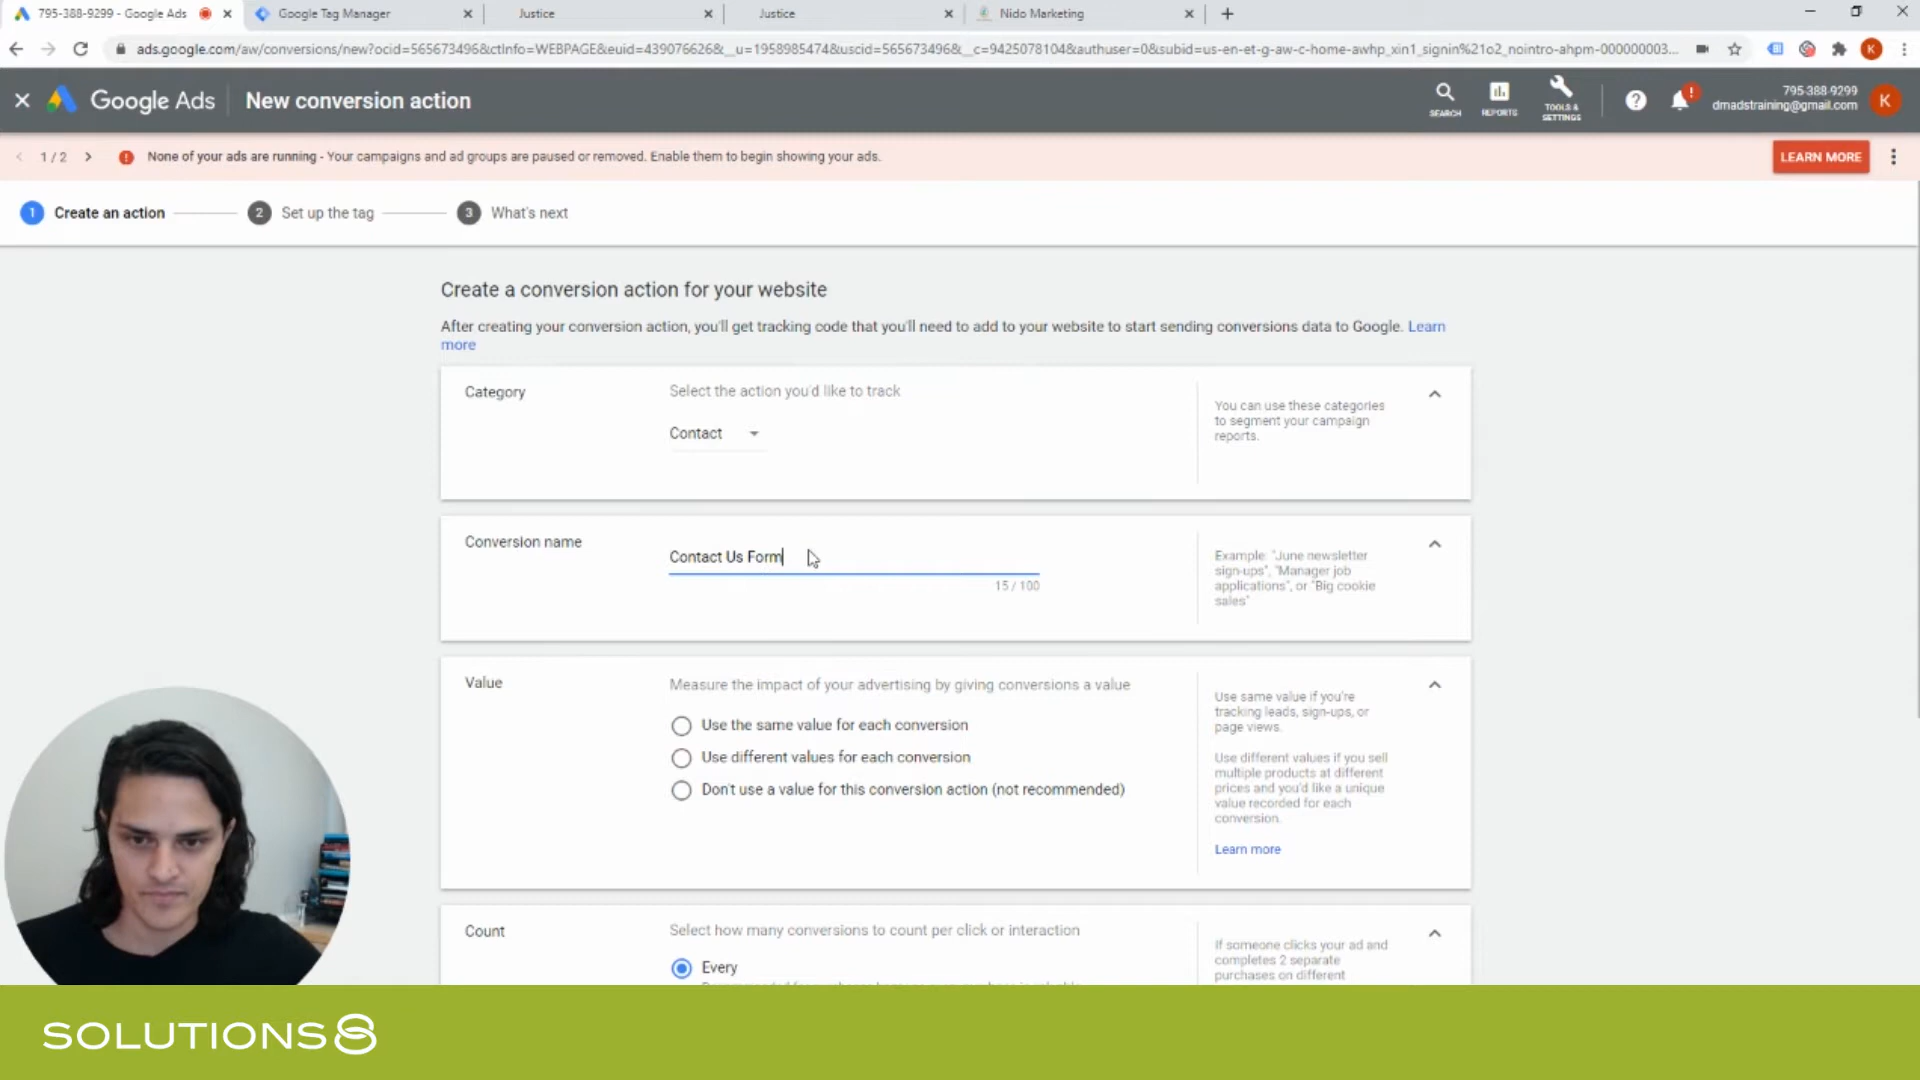 795-388-9299 - Google Ads
Google Tag Manager
Justice
Justice
Nido Marketing
ads.google.com/aw/conversions/new?ocid=565673496&ctInfo=WEBPAGE&euid=439076626&__u=1958985474&uscid=565673496&__c=9425078104&authuser=0&subid=us-en-et-g-aw-c-home-awhp_xin1_signin%21o2_nointro-ahpm-000000003...
K
Google Ads
New conversion action
SEARCH
REPORTS
TOOLS & SETTINGS
795-388-9299
dmadstraining@gmail.com
K
1 / 2
None of your ads are running - Your campaigns and ad groups are paused or removed. Enable them to begin showing your ads.
LEARN MORE
1 Create an action
2 Set up the tag
3 What's next
Create a conversion action for your website
After creating your conversion action, you'll get tracking code that you'll need to add to your website to start sending conversions data to Google. Learn
more
Category
Select the action you'd like to track
Contact
You can use these categories
to segment your campaign
reports.
Conversion name
Contact Us Form
15 / 100
Example: "June newsletter
sign-ups", "Manager job
applications", or "Big cookie
sales"
Value
Measure the impact of your advertising by giving conversions a value
Use the same value for each conversion
Use different values for each conversion
Don't use a value for this conversion action (not recommended)
Use same value if you're
tracking leads, sign-ups, or
page views.
Use different values if you sell
multiple products at different
prices and you'd like a unique
value recorded for each
conversion.
Learn more
Count
Select how many conversions to count per click or interaction
Every
If someone clicks your ad and
completes 2 separate
purchases on different
SOLUTIONS 8